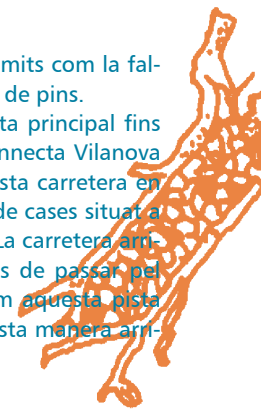 mits com la fal-
de pins.
ta principal fins
nnecta Vilanova
sta carretera en
de cases situat a
La carretera arri-
s de passar pel
m aquesta pista
sta manera arri-